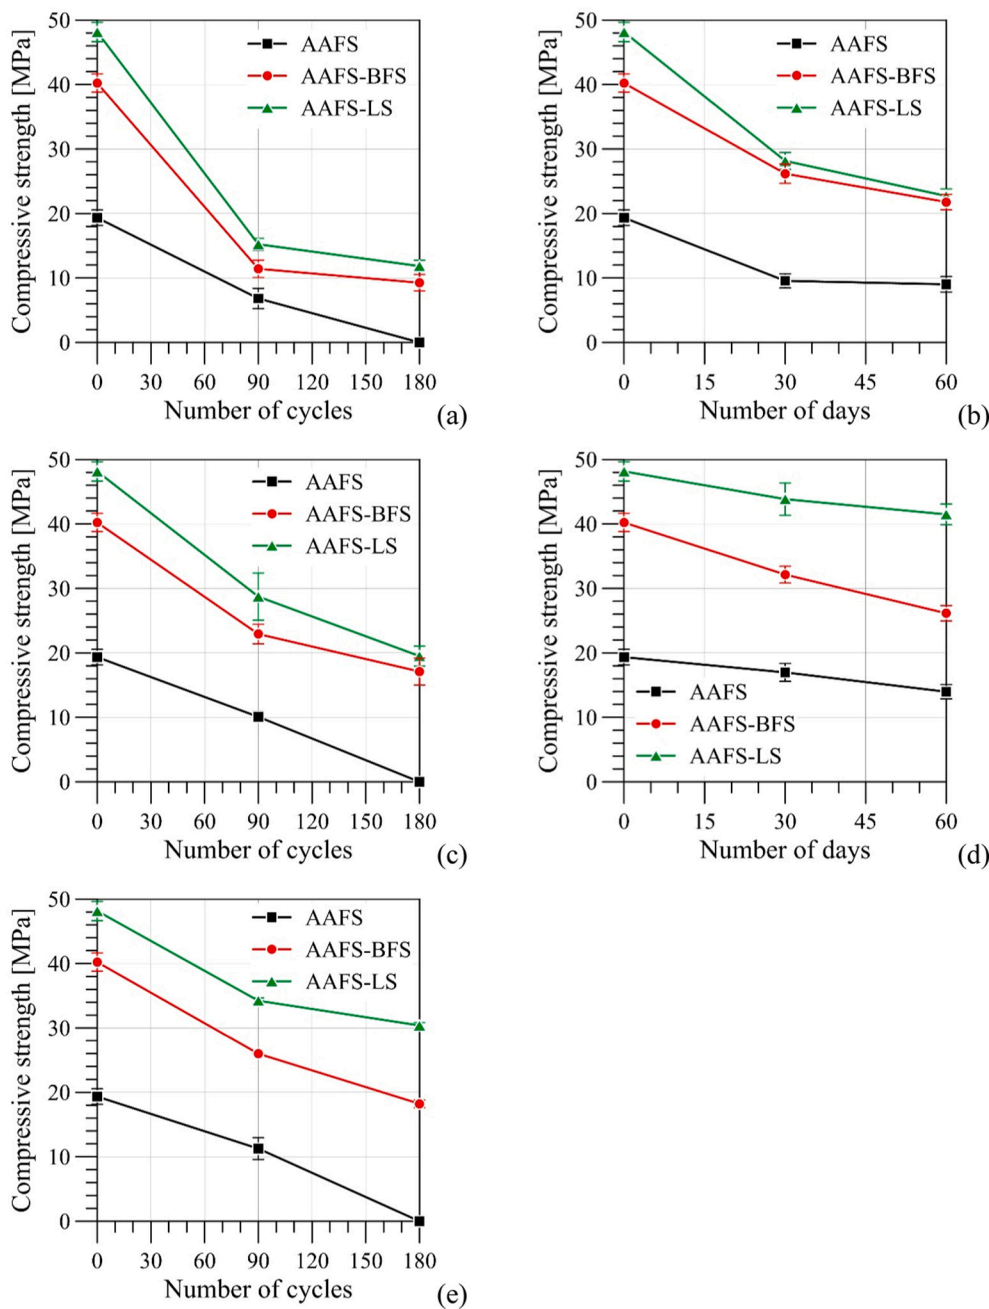 Compressive strength [MPa]
50
40
30
20
10
0
AAFS
AAFS-BFS
AAFS-LS
0 30 60 90 120 150 180
Number of cycles
(a)
Compressive strength [MPa]
50
40
30
20
10
0
AAFS
AAFS-BFS
AAFS-LS
0 15 30 45 60
Number of days
(b)
Compressive strength [MPa]
50
40
30
20
10
0
AAFS
AAFS-BFS
AAFS-LS
0 30 60 90 120 150 180
Number of cycles
(c)
Compressive strength [MPa]
50
40
30
20
10
0
AAFS
AAFS-BFS
AAFS-LS
0 15 30 45 60
Number of days
(d)
Compressive strength [MPa]
50
40
30
20
10
0
AAFS
AAFS-BFS
AAFS-LS
0 30 60 90 120 150 180
Number of cycles
(e)